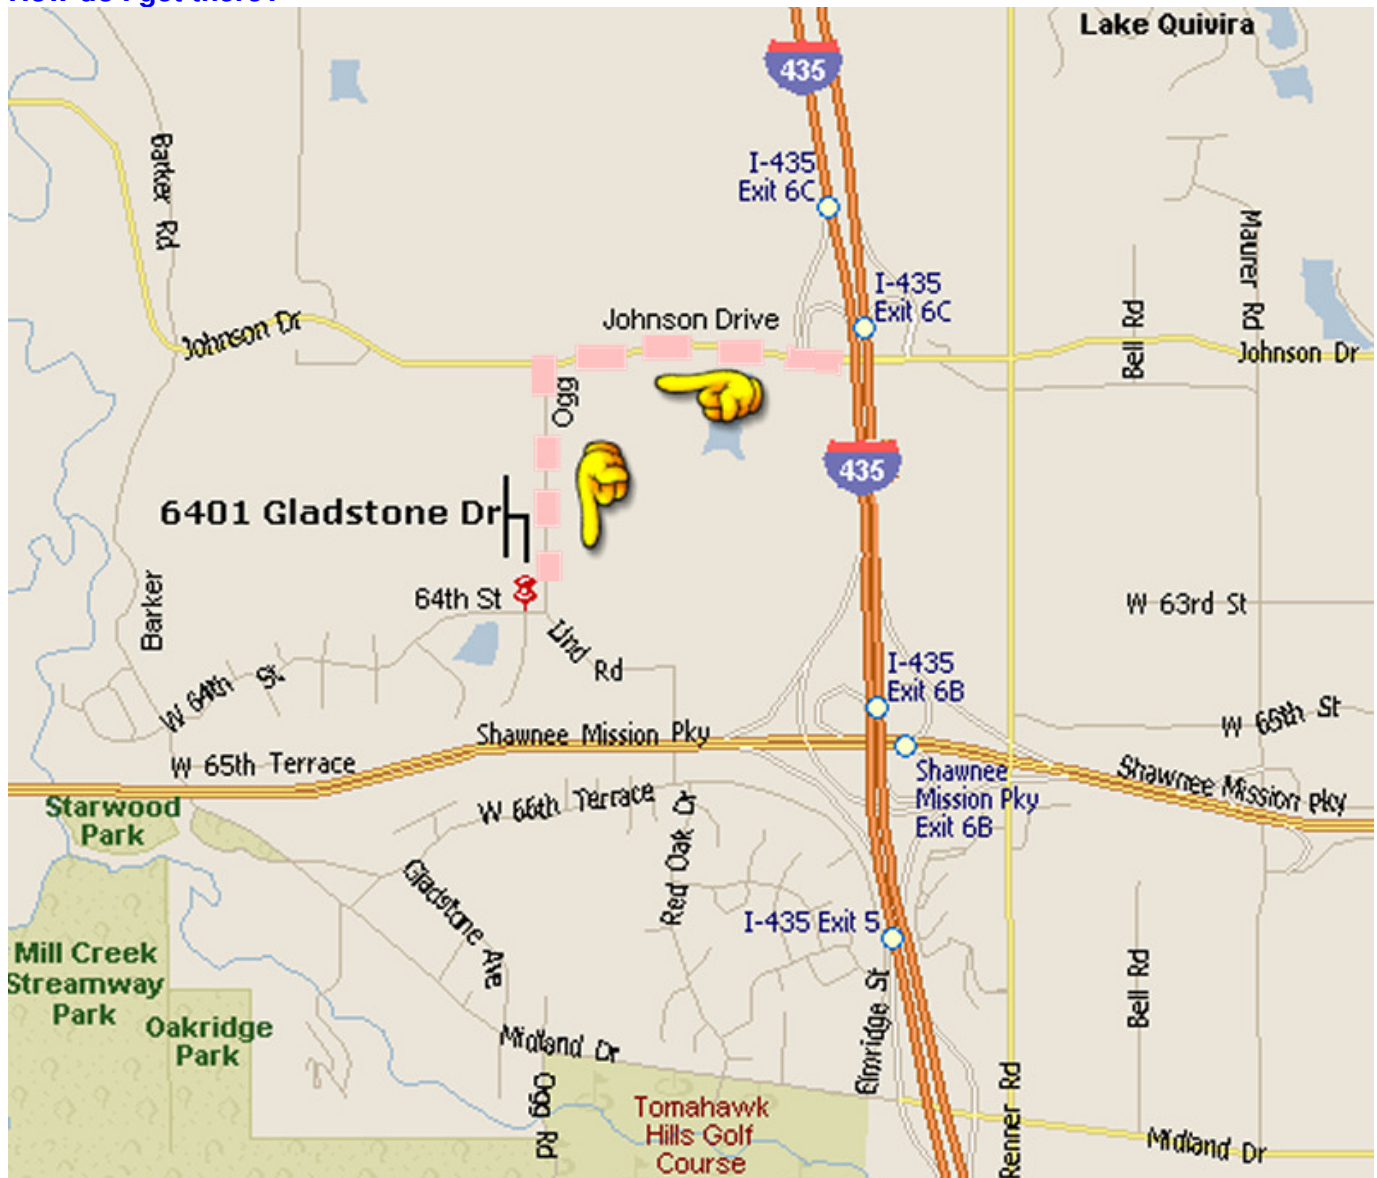 How do I get there?
Lake Quivira
435
I-435
Exit 6C
Barker Rd
Maurer Rd
I-435
Exit 6C
Bell Rd
Johnson Dr
Johnson Drive
Johnson Dr
Ogg
435
6401 Gladstone Dr
64th St
Barker
W 63rd St
Lind Rd
I-435
Exit 6B
W 64th St
W 65th St
Shawnee Mission Pky
W 65th Terrace
Shawnee
Mission Pky
Exit 6B
Shawnee Mission Pky
Starwood
Park
W 66th Terrace
Red Oak Dr
Gladstone Ave
I-435 Exit 5
Mill Creek
Streamway
Park
Oakridge
Park
Elmridge St
Bell Rd
Midland Dr
Ogg Rd
Tomahawk
Hills Golf
Course
Renner Rd
Midland Dr